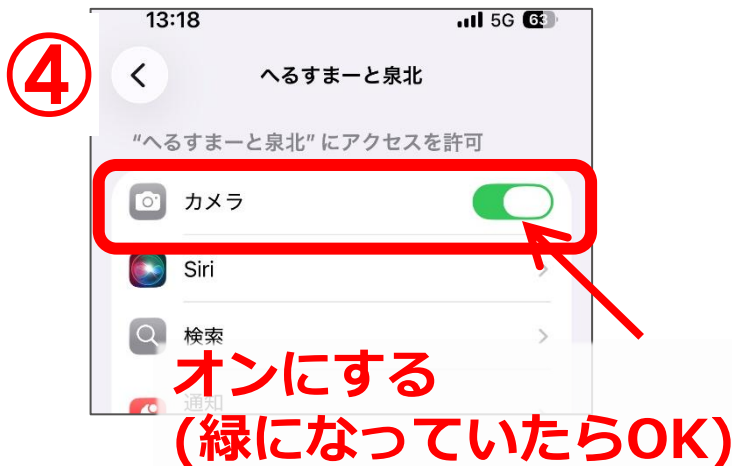 13:18 5G 63
④
へるすまーと泉北
“へるすまーと泉北” にアクセスを許可
カメラ
Siri
検索
オンにする
通知
(緑になっていたらOK)